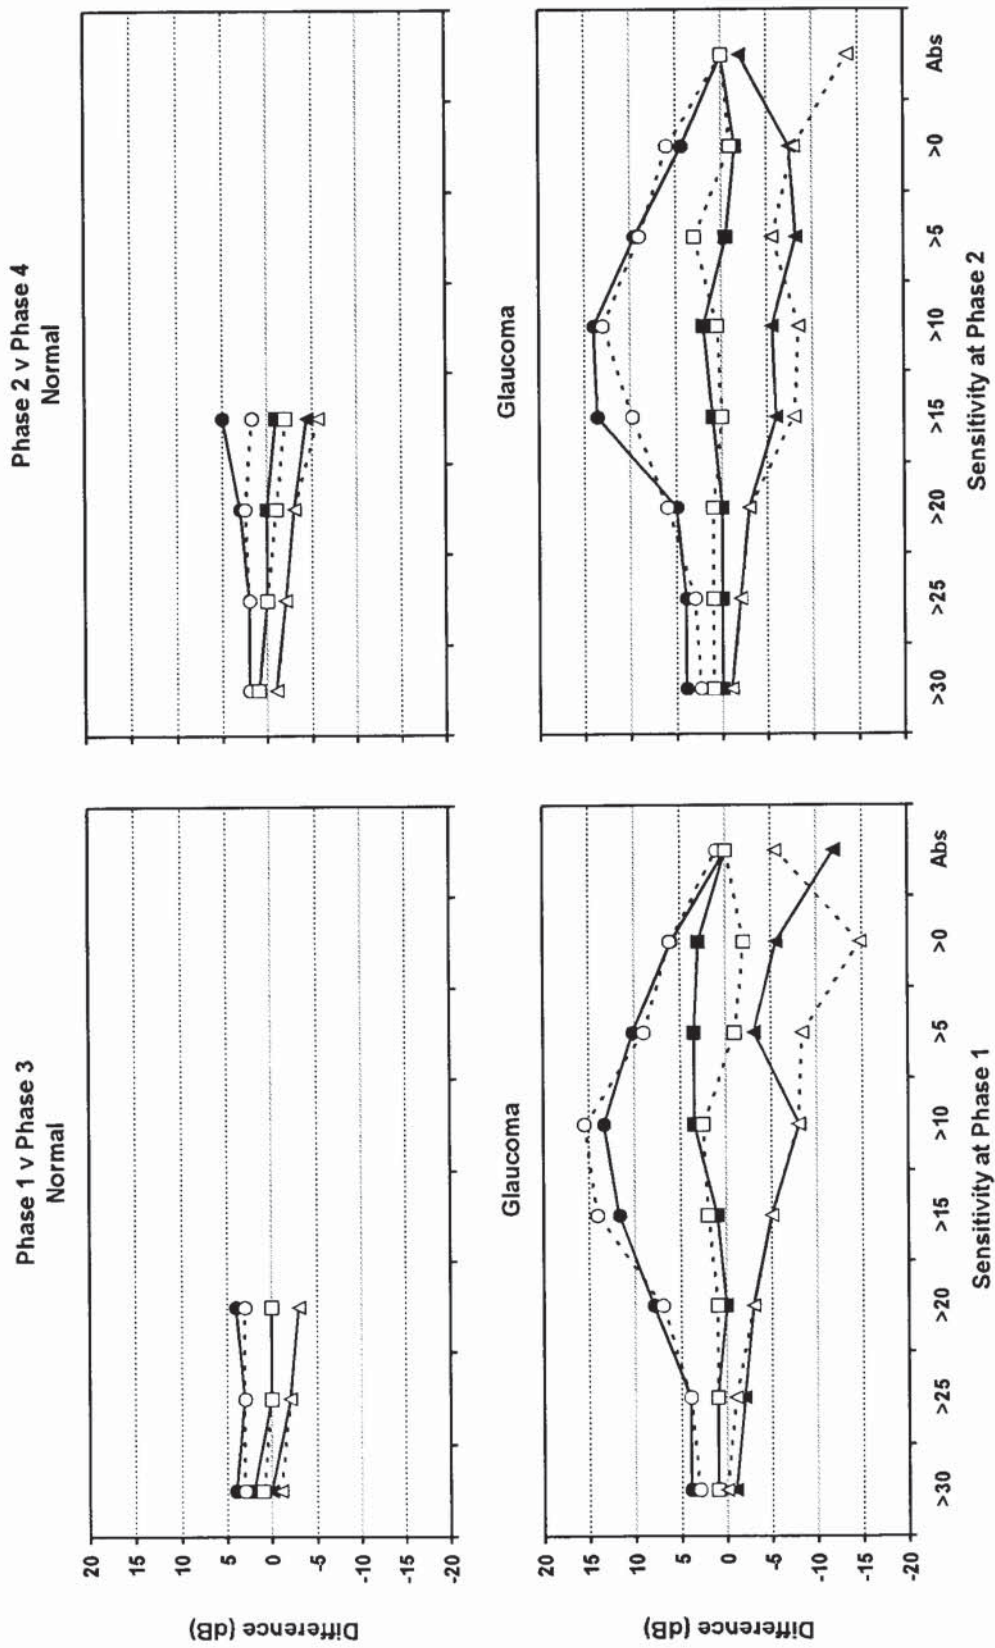 Phase 1 v Phase 3
Normal
Difference (dB)
20
15
10
5
0
-5
-10
-15
-20
Phase 2 v Phase 4
Normal
Glaucoma
Difference (dB)
20
15
10
5
0
-5
-10
-15
-20
>30 >25 >20 >15 >10 >5 >0 Abs
Sensitivity at Phase 1
Glaucoma
>30 >25 >20 >15 >10 >5 >0 Abs
Sensitivity at Phase 2